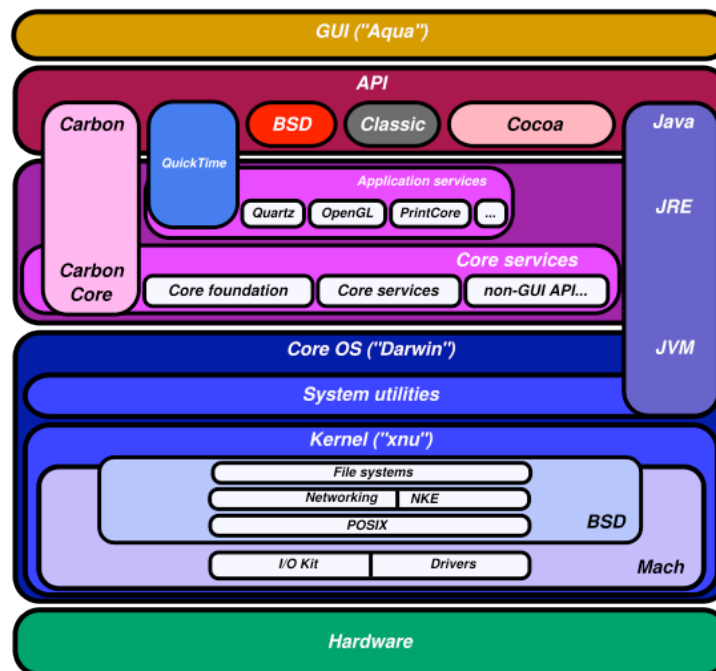 GUI ("Aqua")
API
Carbon
QuickTime
BSD
Classic
Cocoa
Java
Application services
Quartz
OpenGL
PrintCore
...
JRE
Carbon
Core
Core services
Core foundation
Core services
non-GUI API...
Core OS ("Darwin")
JVM
System utilities
Kernel ("xnu")
File systems
Networking
NKE
POSIX
BSD
I/O Kit
Drivers
Mach
Hardware